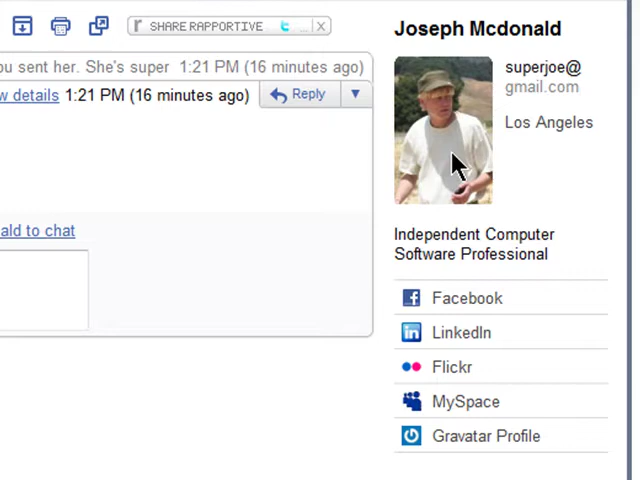 r SHARE RAPPORTIVE t ... X
ou sent her. She's super 1:21 PM (16 minutes ago)
w details 1:21 PM (16 minutes ago) Reply
ald to chat
Joseph Mcdonald
superjoe@
gmail.com
Los Angeles
Independent Computer
Software Professional
f Facebook
in LinkedIn
Flickr
MySpace
Gravatar Profile